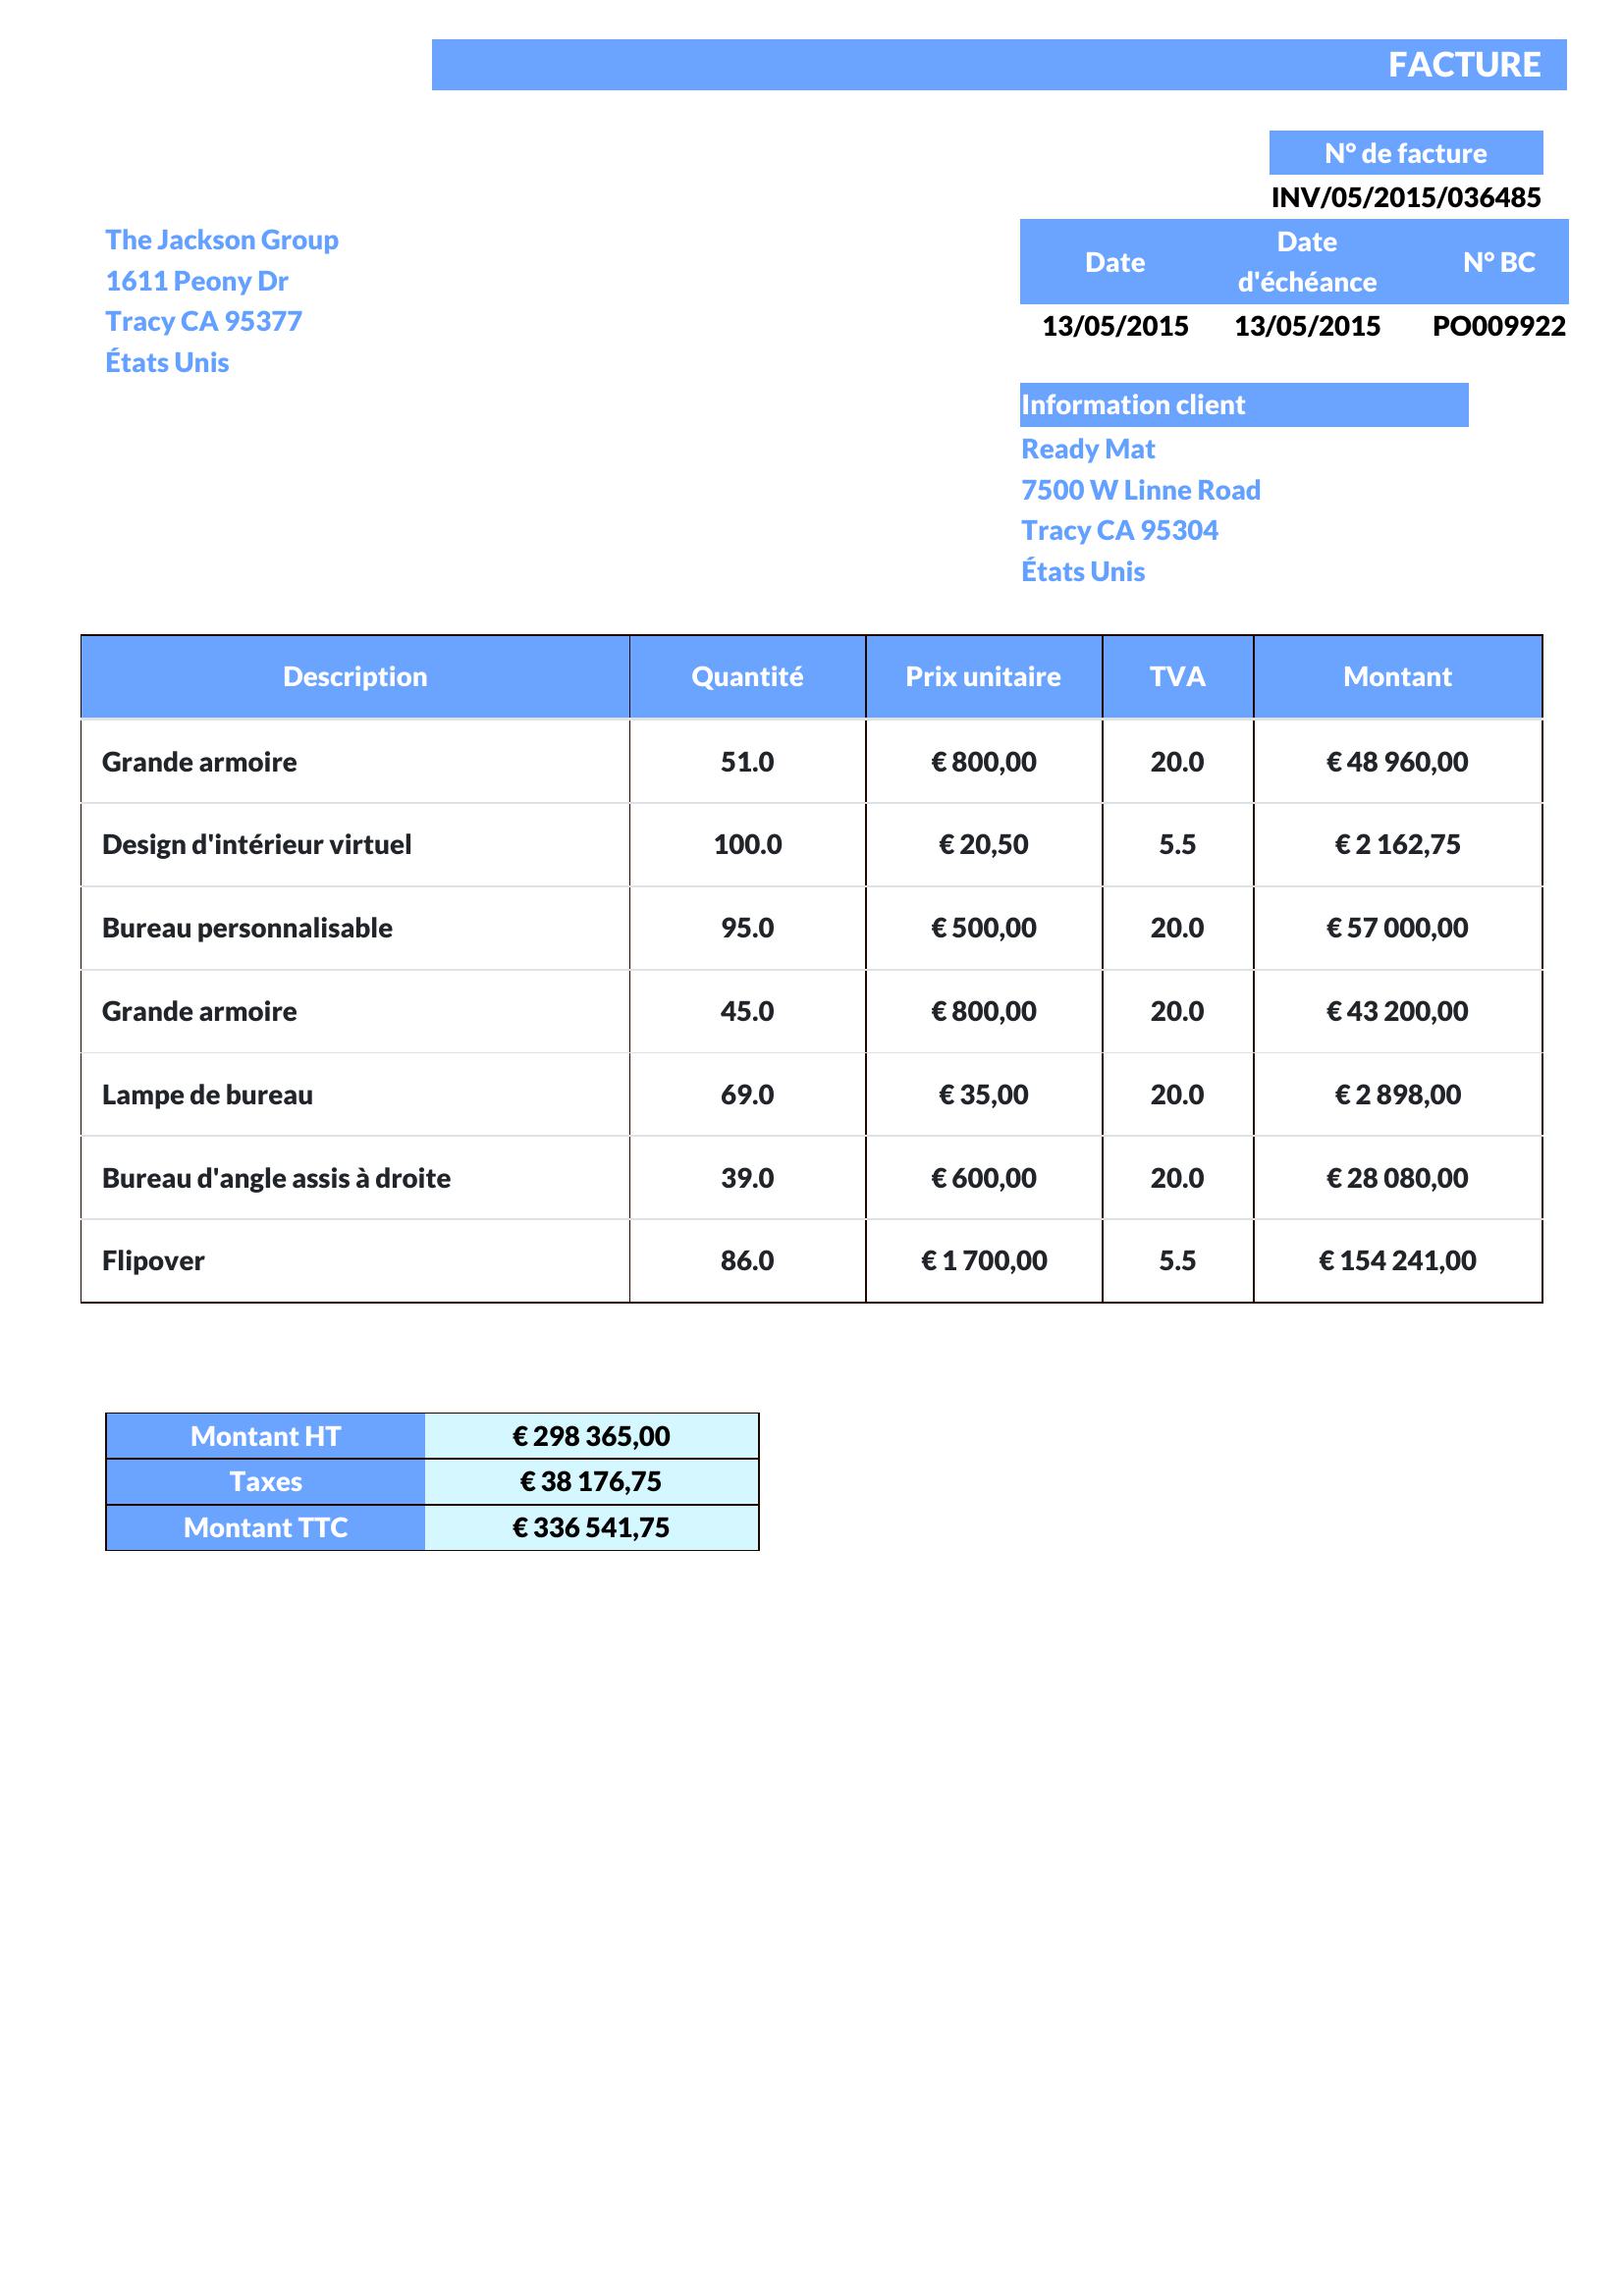 FACTURE
N° de facture
INV/05/2015/036485
The Jackson Group
1611 Peony Dr
Tracy CA 95377
États Unis
Date Date d'échéance N° BC
13/05/2015 13/05/2015 PO009922
Information client
Ready Mat
7500 W Linne Road
Tracy CA 95304
États Unis
Description Quantité Prix unitaire TVA Montant
Grande armoire 51.0 € 800,00 20.0 € 48 960,00
Design d'intérieur virtuel 100.0 € 20,50 5.5 € 2 162,75
Bureau personnalisable 95.0 € 500,00 20.0 € 57 000,00
Grande armoire 45.0 € 800,00 20.0 € 43 200,00
Lampe de bureau 69.0 € 35,00 20.0 € 2 898,00
Bureau d'angle assis à droite 39.0 € 600,00 20.0 € 28 080,00
Flipover 86.0 € 1 700,00 5.5 € 154 241,00
Montant HT € 298 365,00
Taxes € 38 176,75
Montant TTC € 336 541,75